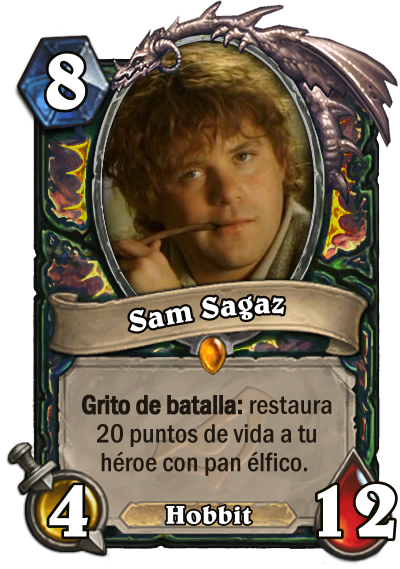 8
Sam Sagaz
Grito de batalla: restaura
20 puntos de vida a tu
héroe con pan élfico.
4
Hobbit
12